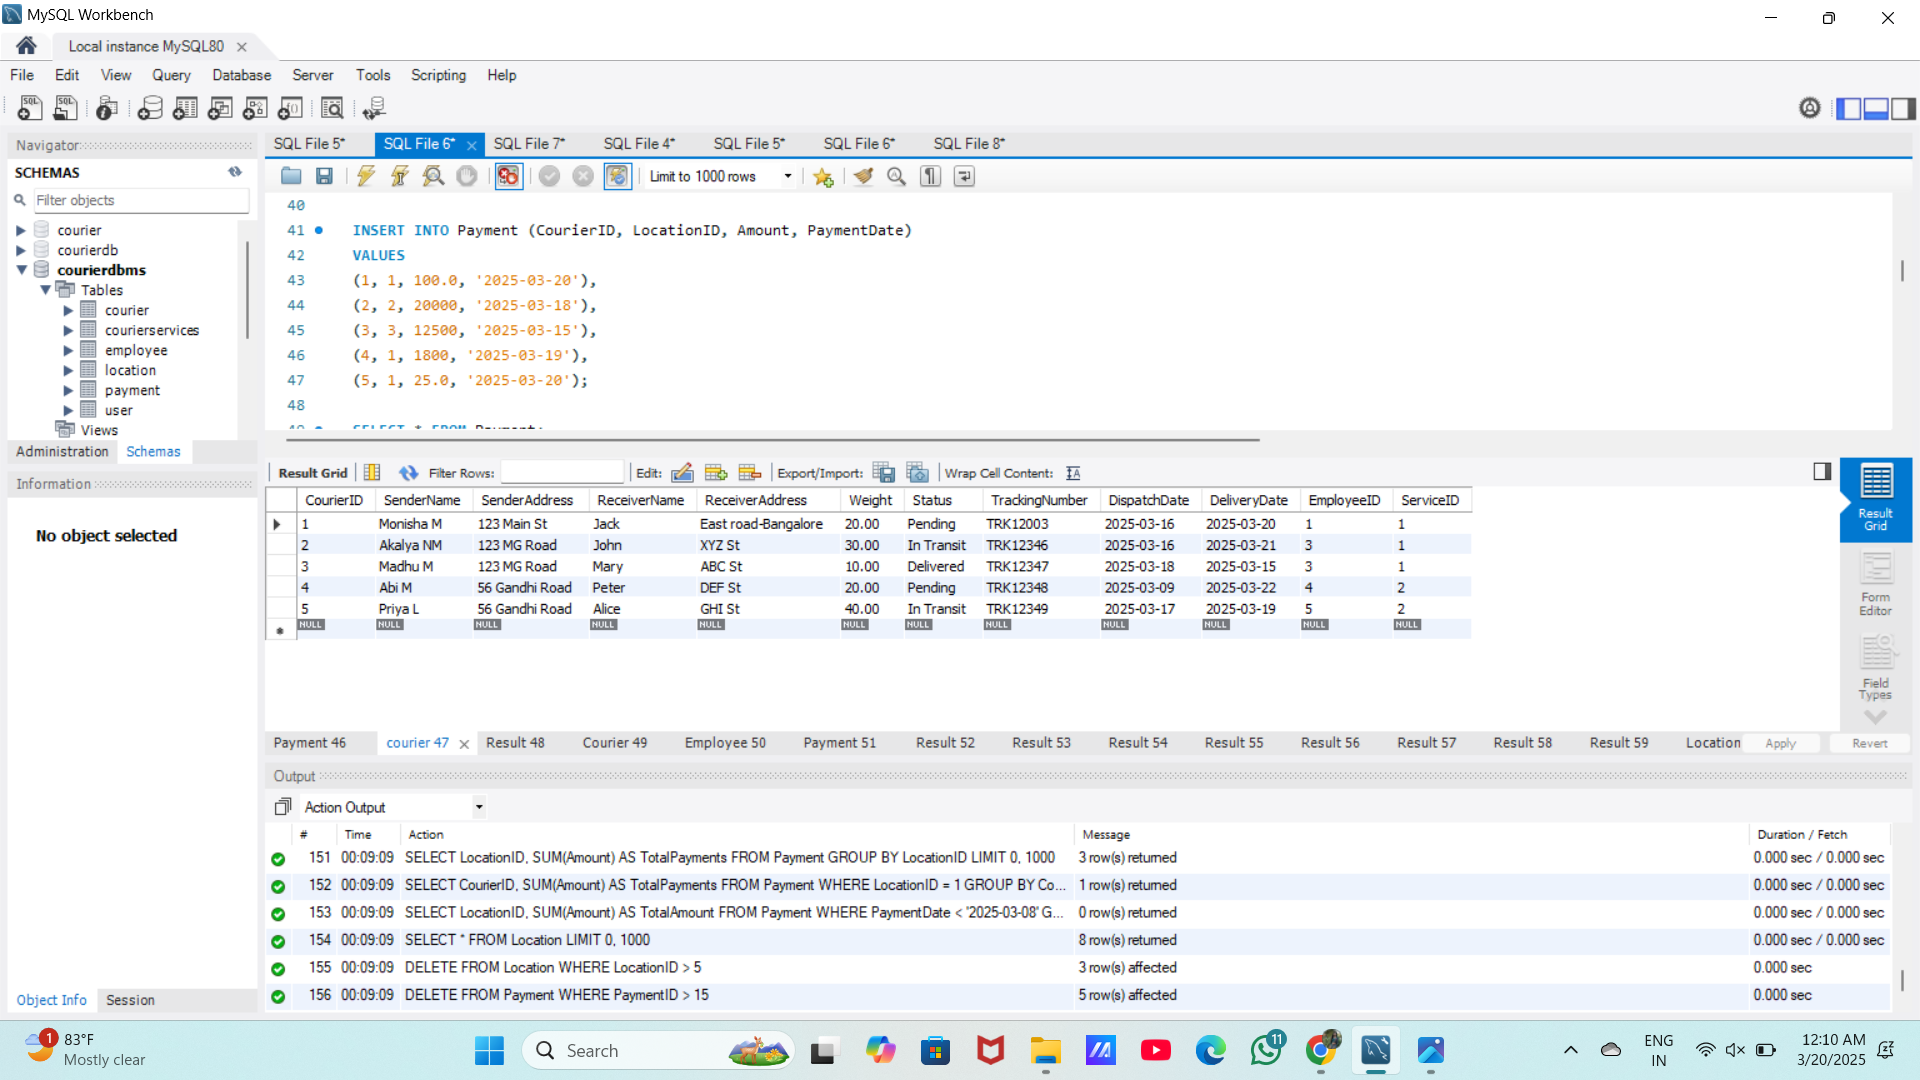 MySQL Workbench
Local instance MySQL80
File Edit View Query Database Server Tools Scripting Help
Navigator
SCHEMAS
Filter objects
courier
courierdb
courierdbms
Tables
courier
courierservices
employee
location
payment
user
Views
Administration Schemas
Information
No object selected
Object Info Session
SQL File 5* SQL File 6* SQL File 7* SQL File 4* SQL File 5* SQL File 6* SQL File 8*
Limit to 1000 rows
40
41 INSERT INTO Payment (CourierID, LocationID, Amount, PaymentDate)
42 VALUES
43 (1, 1, 100.0, '2025-03-20'),
44 (2, 2, 20000, '2025-03-18'),
45 (3, 3, 12500, '2025-03-15'),
46 (4, 1, 1800, '2025-03-19'),
47 (5, 1, 25.0, '2025-03-20');
48
49 SELECT * FROM Payment;
Result Grid Filter Rows: Edit: Export/Import: Wrap Cell Content:
CourierID SenderName SenderAddress ReceiverName ReceiverAddress Weight Status TrackingNumber DispatchDate DeliveryDate EmployeeID ServiceID
1 Monisha M 123 Main St Jack East road-Bangalore 20.00 Pending TRK12003 2025-03-16 2025-03-20 1 1
2 Akalya NM 123 MG Road John XYZ St 30.00 In Transit TRK12346 2025-03-16 2025-03-21 3 1
3 Madhu M 123 MG Road Mary ABC St 10.00 Delivered TRK12347 2025-03-18 2025-03-15 3 1
4 Abi M 56 Gandhi Road Peter DEF St 20.00 Pending TRK12348 2025-03-09 2025-03-22 4 2
5 Priya L 56 Gandhi Road Alice GHI St 40.00 In Transit TRK12349 2025-03-17 2025-03-19 5 2
NULL NULL NULL NULL NULL NULL NULL NULL NULL NULL NULL NULL
Result Grid
Form Editor
Field Types
Payment 46 courier 47 Result 48 Courier 49 Employee 50 Payment 51 Result 52 Result 53 Result 54 Result 55 Result 56 Result 57 Result 58 Result 59 Location Apply Revert
Output
Action Output
# Time Action Message Duration / Fetch
151 00:09:09 SELECT LocationID, SUM(Amount) AS TotalPayments FROM Payment GROUP BY LocationID LIMIT 0, 1000 3 row(s) returned 0.000 sec / 0.000 sec
152 00:09:09 SELECT CourierID, SUM(Amount) AS TotalPayments FROM Payment WHERE LocationID = 1 GROUP BY Co... 1 row(s) returned 0.000 sec / 0.000 sec
153 00:09:09 SELECT LocationID, SUM(Amount) AS TotalAmount FROM Payment WHERE PaymentDate < '2025-03-08' G... 0 row(s) returned 0.000 sec / 0.000 sec
154 00:09:09 SELECT * FROM Location LIMIT 0, 1000 8 row(s) returned 0.000 sec / 0.000 sec
155 00:09:09 DELETE FROM Location WHERE LocationID > 5 3 row(s) affected 0.000 sec
156 00:09:09 DELETE FROM Payment WHERE PaymentID > 15 5 row(s) affected 0.000 sec
1
83°F
Mostly clear
Search
11
ENG
IN
12:10 AM
3/20/2025